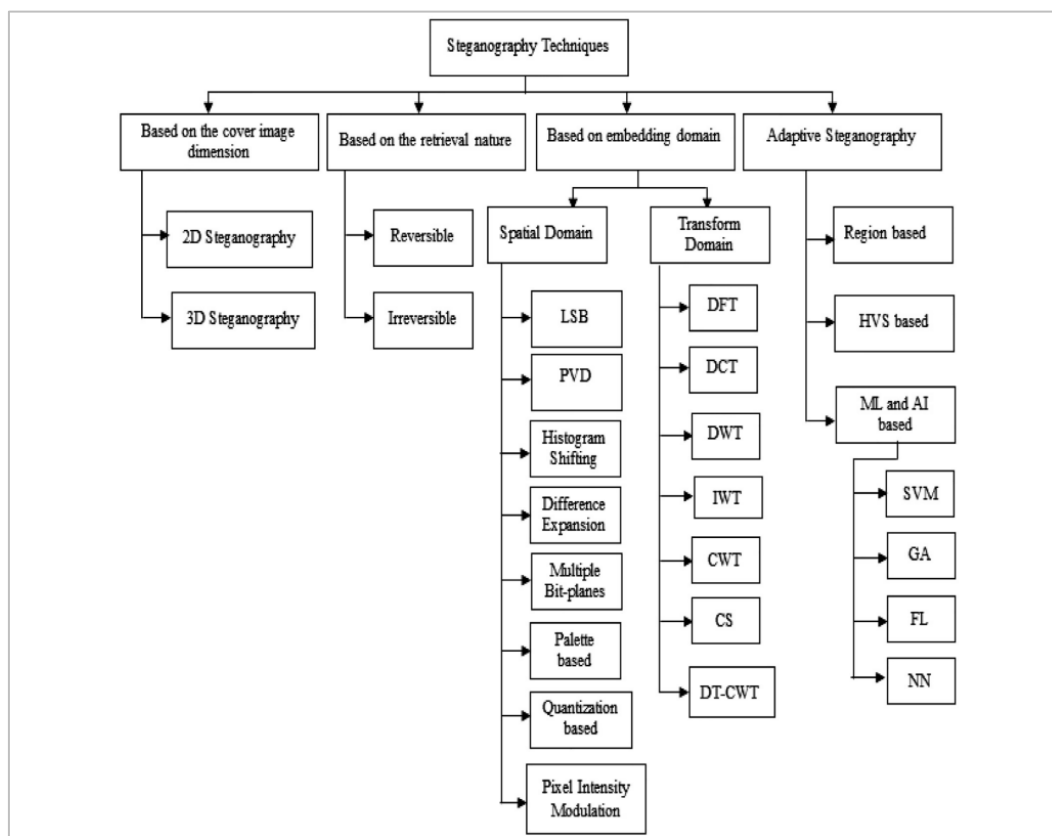 Steganography Techniques
Based on the cover image
dimension
Based on the retrieval nature
Based on embedding domain
Adaptive Steganography
2D Steganography
3D Steganography
Reversible
Irreversible
Spatial Domain
LSB
PVD
Histogram
Shifting
Difference
Expansion
Multiple
Bit-planes
Palette
based
Quantization
based
Pixel Intensity
Modulation
Transform
Domain
DFT
DCT
DWT
IWT
CWT
CS
DT-CWT
Region based
HVS based
ML and AI
based
SVM
GA
FL
NN